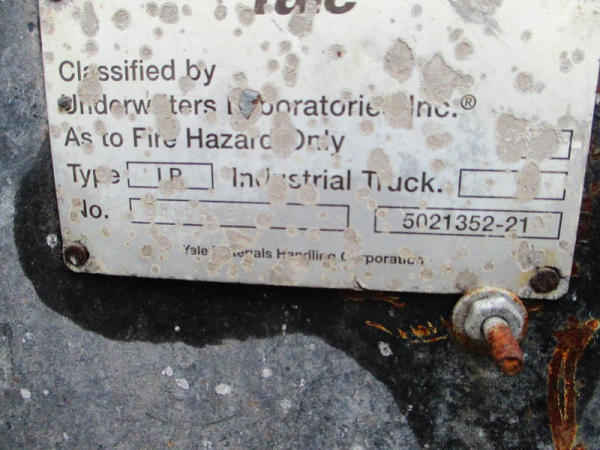 Yale
Classified by
Underwriters Laboratories Inc.®
As to Fire Hazard Only
Type LP Industrial Truck.
No. 5021352-21
Yale Materials Handling Corporation